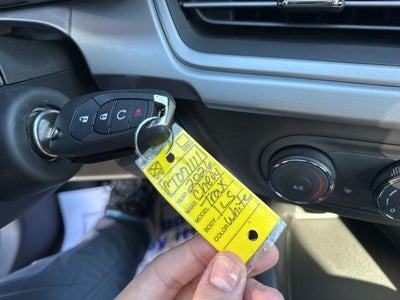 YEAR 2024
MAKE Chevy
MODEL Trax
BODY LS
COLOR White